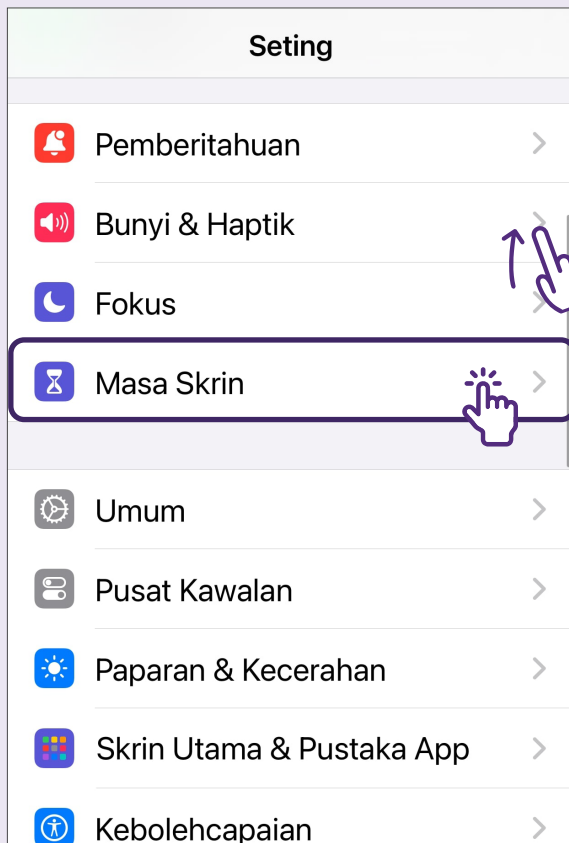 Seting
Pemberitahuan
Bunyi & Haptik
Fokus
Masa Skrin
Umum
Pusat Kawalan
Paparan & Kecerahan
Skrin Utama & Pustaka App
Kebolehcapaian